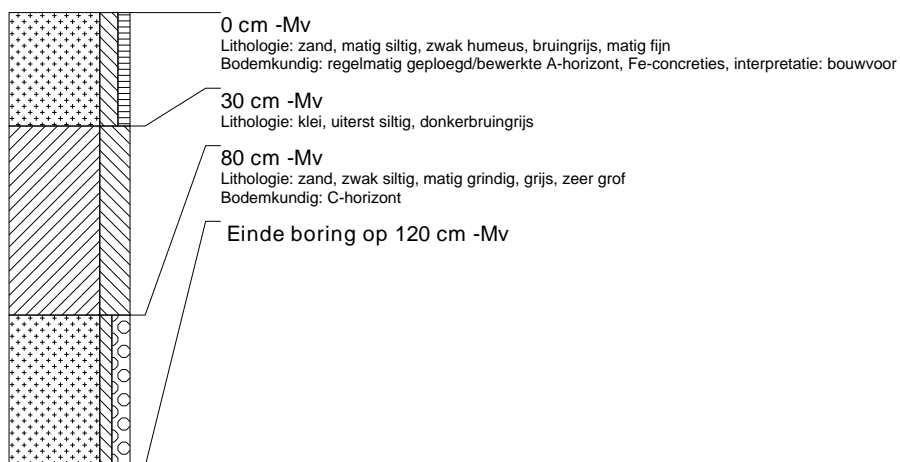 0 cm -Mv
Lithologie: zand, matig siltig, zwak humeus, bruingrijs, matig fijn
Bodemkundig: regelmatig geploegd/bewerkte A-horizont, Fe-concreties, interpretatie: bouwvoor
30 cm -Mv
Lithologie: klei, uiterst siltig, donkerbruingrijs
80 cm -Mv
Lithologie: zand, zwak siltig, matig grindig, grijs, zeer grof
Bodemkundig: C-horizont
Einde boring op 120 cm -Mv